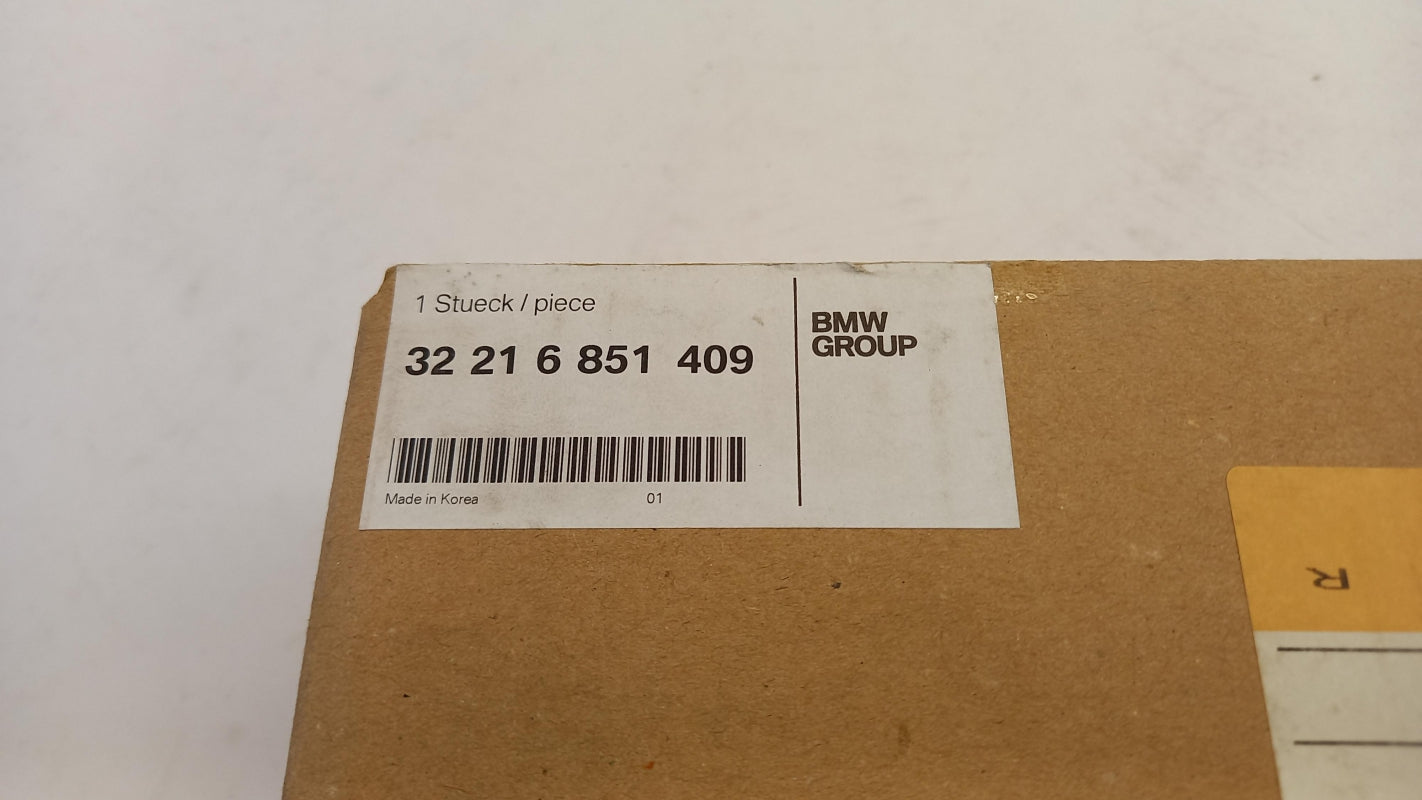 1 Stueck / piece
32 21 6 851 409
Made in Korea 01
BMW
GROUP
R